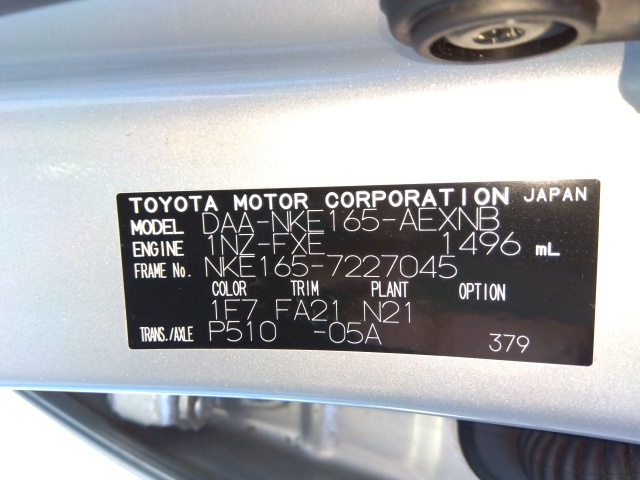 TOYOTA MOTOR CORPORATION JAPAN
MODEL DAA-NKE165-AEXNB
ENGINE 1NZ-FXE 1496 mL
FRAME No. NKE165-7227045
COLOR TRIM PLANT OPTION
1F7 FA21 N21
TRANS./AXLE P510 -05A 379